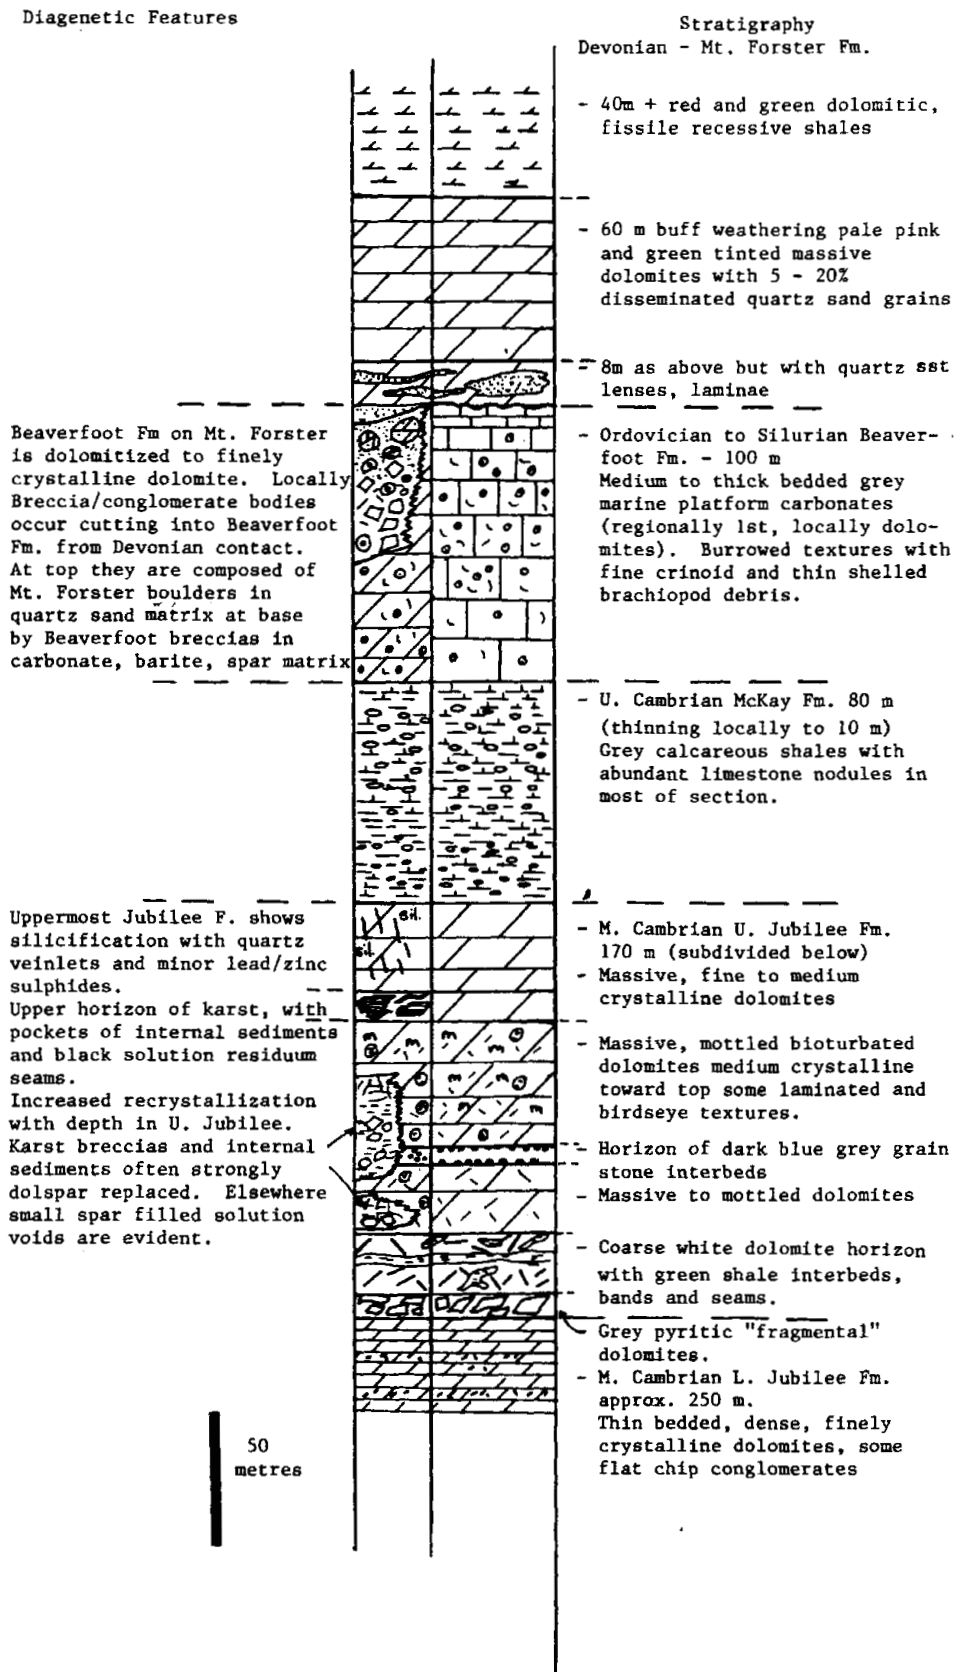 Diagenetic Features
Stratigraphy
Devonian - Mt. Forster Fm.
- 40m + red and green dolomitic,
fissile recessive shales
- 60 m buff weathering pale pink
and green tinted massive
dolomites with 5 - 20%
disseminated quartz sand grains
- 8m as above but with quartz sst
lenses, laminae
Beaverfoot Fm on Mt. Forster
is dolomitized to finely
crystalline dolomite. Locally
Breccia/conglomerate bodies
occur cutting into Beaverfoot
Fm. from Devonian contact.
At top they are composed of
Mt. Forster boulders in
quartz sand matrix at base
by Beaverfoot breccias in
carbonate, barite, spar matrix
- Ordovician to Silurian Beaver-
foot Fm. - 100 m
Medium to thick bedded grey
marine platform carbonates
(regionally lst, locally dolo-
mites). Burrowed textures with
fine crinoid and thin shelled
brachiopod debris.
- U. Cambrian McKay Fm. 80 m
(thinning locally to 10 m)
Grey calcareous shales with
abundant limestone nodules in
most of section.
Uppermost Jubilee F. shows
silicification with quartz
veinlets and minor lead/zinc
sulphides.
Upper horizon of karst, with
pockets of internal sediments
and black solution residuum
seams.
Increased recrystallization
with depth in U. Jubilee.
Karst breccias and internal
sediments often strongly
dolspar replaced. Elsewhere
small spar filled solution
voids are evident.
sil.
sil.
- M. Cambrian U. Jubilee Fm.
170 m (subdivided below)
- Massive, fine to medium
crystalline dolomites
- Massive, mottled bioturbated
dolomites medium crystalline
toward top some laminated and
birdseye textures.
- Horizon of dark blue grey grain
stone interbeds
- Massive to mottled dolomites
- Coarse white dolomite horizon
with green shale interbeds,
bands and seams.
- Grey pyritic "fragmental"
dolomites.
- M. Cambrian L. Jubilee Fm.
approx. 250 m.
Thin bedded, dense, finely
crystalline dolomites, some
flat chip conglomerates
50
metres